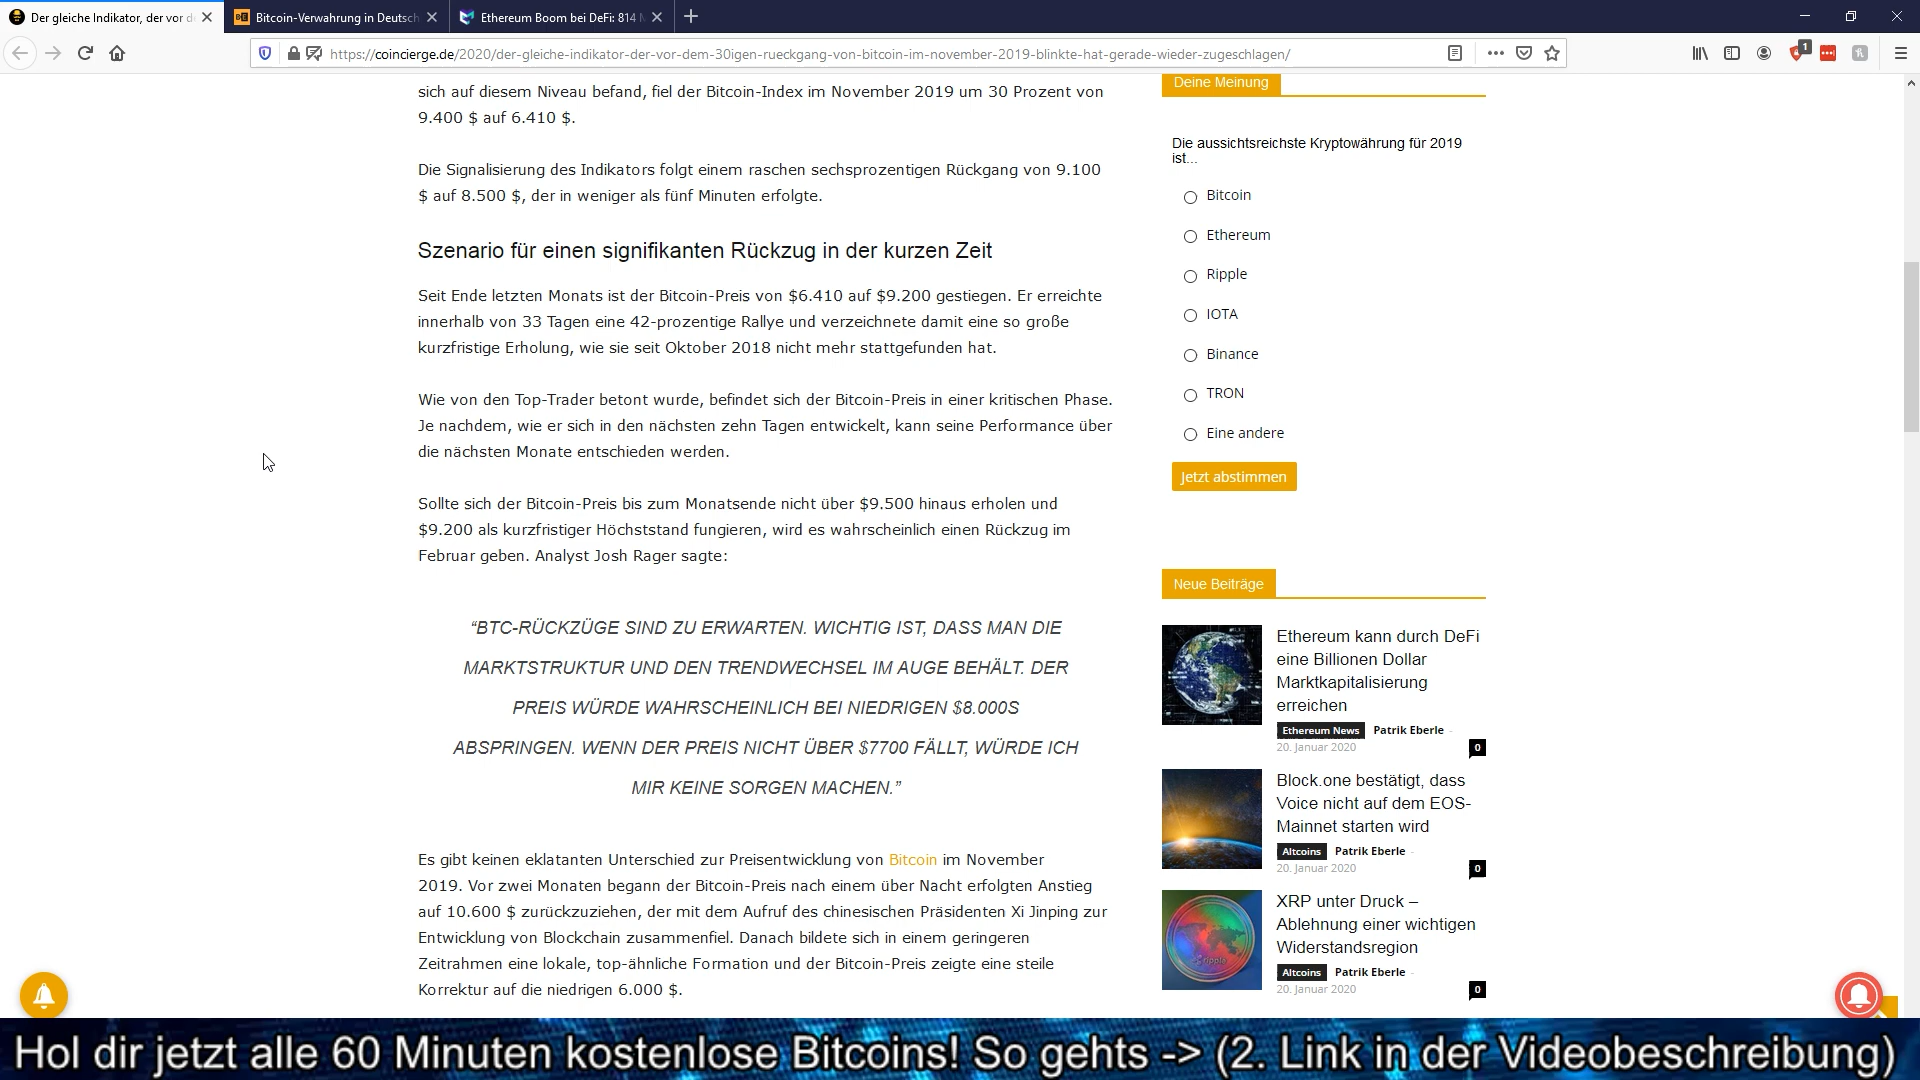 Der gleiche Indikator, der vor d
Bitcoin-Verwahrung in Deutsch
Ethereum Boom bei DeFi: 814 M
https://coincierge.de/2020/der-gleiche-indikator-der-vor-dem-30igen-rueckgang-von-bitcoin-im-november-2019-blinkte-hat-gerade-wieder-zugeschlagen/
1
sich auf diesem Niveau befand, fiel der Bitcoin-Index im November 2019 um 30 Prozent von
9.400 $ auf 6.410 $.
Die Signalisierung des Indikators folgt einem raschen sechsprozentigen Rückgang von 9.100
$ auf 8.500 $, der in weniger als fünf Minuten erfolgte.
Szenario für einen signifikanten Rückzug in der kurzen Zeit
Seit Ende letzten Monats ist der Bitcoin-Preis von $6.410 auf $9.200 gestiegen. Er erreichte
innerhalb von 33 Tagen eine 42-prozentige Rallye und verzeichnete damit eine so große
kurzfristige Erholung, wie sie seit Oktober 2018 nicht mehr stattgefunden hat.
Wie von den Top-Trader betont wurde, befindet sich der Bitcoin-Preis in einer kritischen Phase.
Je nachdem, wie er sich in den nächsten zehn Tagen entwickelt, kann seine Performance über
die nächsten Monate entschieden werden.
Sollte sich der Bitcoin-Preis bis zum Monatsende nicht über $9.500 hinaus erholen und
$9.200 als kurzfristiger Höchststand fungieren, wird es wahrscheinlich einen Rückzug im
Februar geben. Analyst Josh Rager sagte:
“BTC-RÜCKZÜGE SIND ZU ERWARTEN. WICHTIG IST, DASS MAN DIE
MARKTSTRUKTUR UND DEN TRENDWECHSEL IM AUGE BEHÄLT. DER
PREIS WÜRDE WAHRSCHEINLICH BEI NIEDRIGEN $8.000S
ABSPRINGEN. WENN DER PREIS NICHT ÜBER $7700 FÄLLT, WÜRDE ICH
MIR KEINE SORGEN MACHEN.”
Es gibt keinen eklatanten Unterschied zur Preisentwicklung von Bitcoin im November
2019. Vor zwei Monaten begann der Bitcoin-Preis nach einem über Nacht erfolgten Anstieg
auf 10.600 $ zurückzuziehen, der mit dem Aufruf des chinesischen Präsidenten Xi Jinping zur
Entwicklung von Blockchain zusammenfiel. Danach bildete sich in einem geringeren
Zeitrahmen eine lokale, top-ähnliche Formation und der Bitcoin-Preis zeigte eine steile
Korrektur auf die niedrigen 6.000 $.
Deine Meinung
Die aussichtsreichste Kryptowährung für 2019
ist...
Bitcoin
Ethereum
Ripple
IOTA
Binance
TRON
Eine andere
Jetzt abstimmen
Neue Beiträge
Ethereum kann durch DeFi
eine Billionen Dollar
Marktkapitalisierung
erreichen
Ethereum News Patrik Eberle -
20. Januar 2020 0
Block.one bestätigt, dass
Voice nicht auf dem EOS-
Mainnet starten wird
Altcoins Patrik Eberle -
20. Januar 2020 0
XRP unter Druck –
Ablehnung einer wichtigen
Widerstandsregion
Altcoins Patrik Eberle -
20. Januar 2020 0
ripple
Hol dir jetzt alle 60 Minuten kostenlose Bitcoins! So gehts -> (2. Link in der Videobeschreibung)